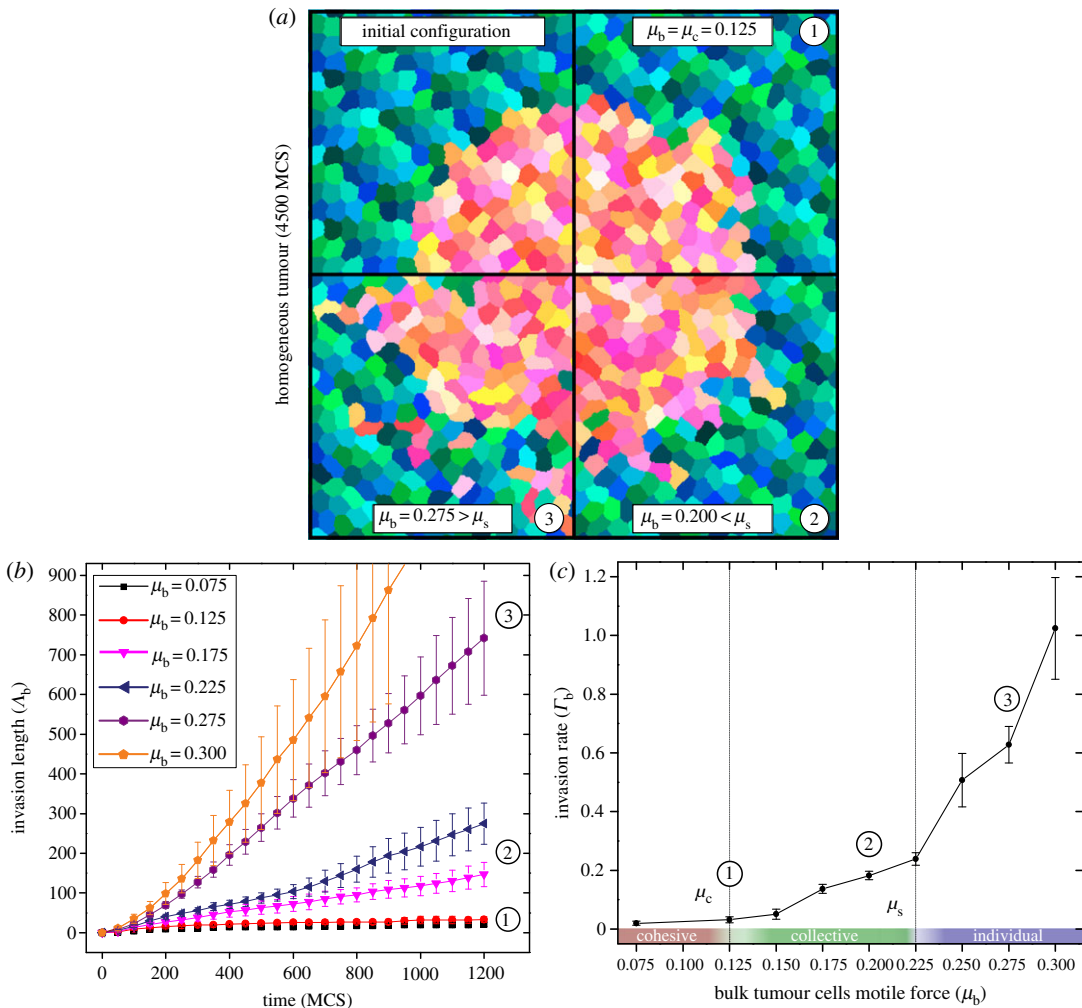 (a)
initial configuration
μb = μc = 0.125
1
homogeneous tumour (4500 MCS)
μb = 0.275 > μs
3
μb = 0.200 < μs
2
(b)
900
800
700
600
500
400
300
200
100
0
invasion length (Λb)
μb = 0.075
μb = 0.125
μb = 0.175
μb = 0.225
μb = 0.275
μb = 0.300
3
2
1
0 200 400 600 800 1000 1200
time (MCS)
(c)
1.2
1.0
0.8
0.6
0.4
0.2
0
invasion rate (Γb)
3
2
1
μc
μs
cohesive collective individual
0.075 0.100 0.125 0.150 0.175 0.200 0.225 0.250 0.275 0.300
bulk tumour cells motile force (μb)